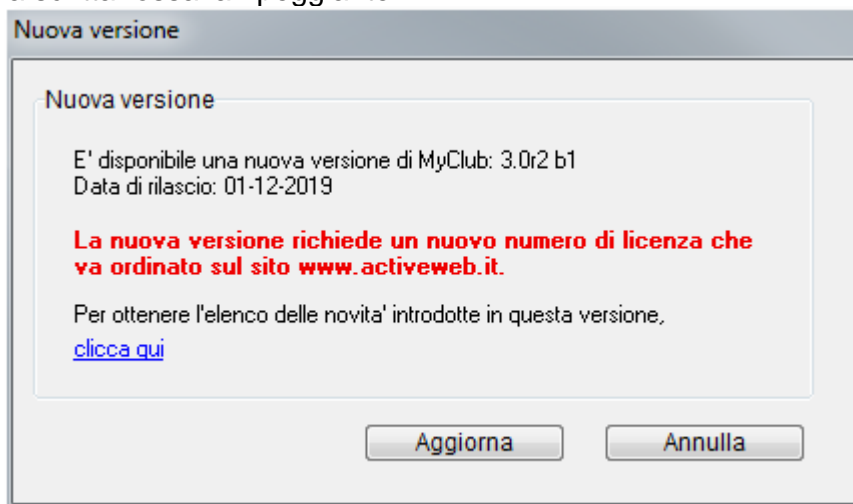 Nuova versione
Nuova versione
E' disponibile una nuova versione di MyClub: 3.0r2 b1
Data di rilascio: 01-12-2019
La nuova versione richiede un nuovo numero di licenza che
va ordinato sul sito www.activeweb.it.
Per ottenere l'elenco delle novita' introdotte in questa versione,
clicca qui
Aggiorna
Annulla